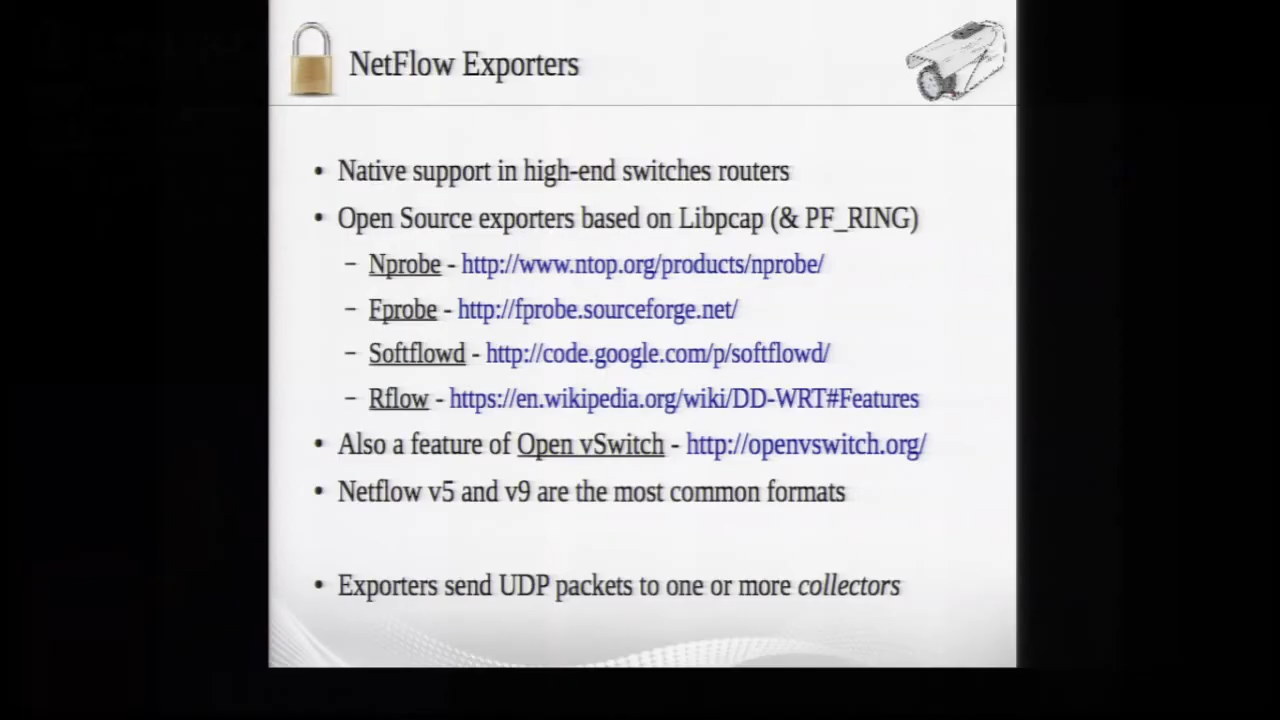 NetFlow Exporters
• Native support in high-end switches routers
• Open Source exporters based on Libpcap (& PF_RING)
– Nprobe - http://www.ntop.org/products/nprobe/
– Fprobe - http://fprobe.sourceforge.net/
– Softflowd - http://code.google.com/p/softflowd/
– Rflow - https://en.wikipedia.org/wiki/DD-WRT#Features
• Also a feature of Open vSwitch - http://openvswitch.org/
• Netflow v5 and v9 are the most common formats
• Exporters send UDP packets to one or more collectors